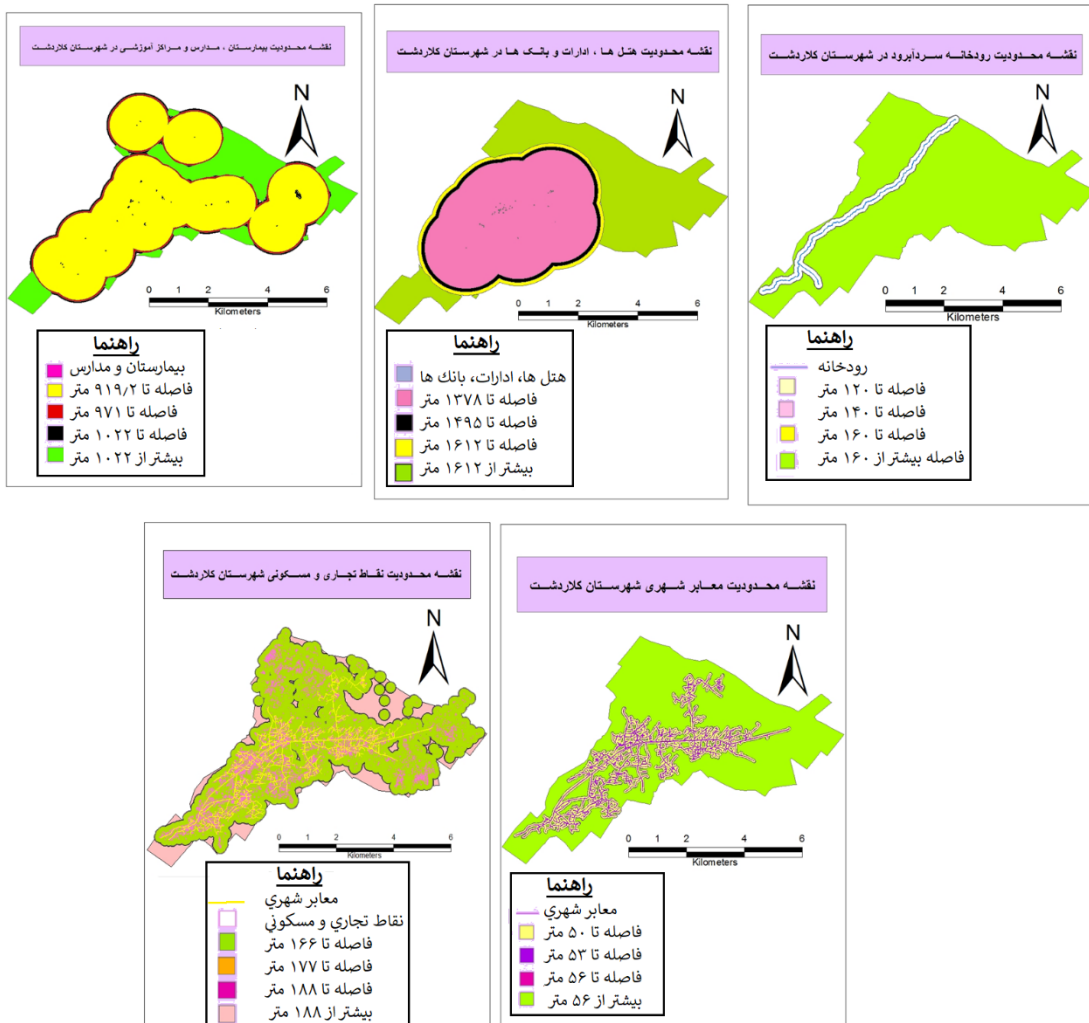 نقشه محدودیت بیمارستان ، مدارس و مراکز آموزشی در شهرستان کلاردشت
N
0 2 4 6
Kilometers
راهنما
بیمارستان و مدارس
فاصله تا ۹۱۹/۲ متر
فاصله تا ۹۷۱ متر
فاصله تا ۱۰۲۲ متر
بیشتر از ۱۰۲۲ متر
نقشه محدودیت هتل ها ، ادارات و بانک ها در شهرستان کلاردشت
N
0 2 4 6
Kilometers
راهنما
هتل ها، ادارات، بانك ها
فاصله تا ۱۳۷۸ متر
فاصله تا ۱۴۹۵ متر
فاصله تا ۱۶۱۲ متر
بیشتر از ۱۶۱۲ متر
نقشه محدودیت رودخانه سردآبرود در شهرستان کلاردشت
N
0 2 4 6
Kilometers
راهنما
رودخانه
فاصله تا ۱۲۰ متر
فاصله تا ۱۴۰ متر
فاصله تا ۱۶۰ متر
فاصله بیشتر از ۱۶۰ متر
نقشه محدودیت نقاط تجاری و مسکونی شهرستان کلاردشت
N
0 2 4 6
Kilometers
راهنما
معابر شهري
نقاط تجاري و مسكوني
فاصله تا ۱۶۶ متر
فاصله تا ۱۷۷ متر
فاصله تا ۱۸۸ متر
بیشتر از ۱۸۸ متر
نقشه محدودیت معابر شهری شهرستان کلاردشت
N
0 2 4 6
Kilometers
راهنما
معابر شهري
فاصله تا ۵۰ متر
فاصله تا ۵۳ متر
فاصله تا ۵۶ متر
بیشتر از ۵۶ متر